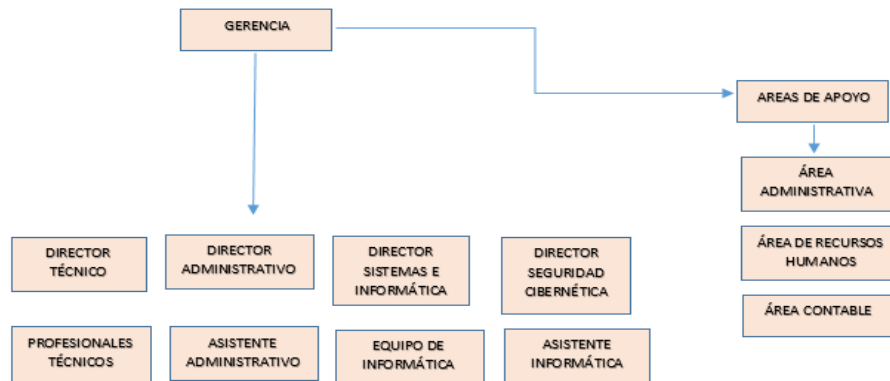 GERENCIA
AREAS DE APOYO
ÁREA
ADMINISTRATIVA
DIRECTOR
TÉCNICO
DIRECTOR
ADMINISTRATIVO
DIRECTOR
SISTEMAS E
INFORMÁTICA
DIRECTOR
SEGURIDAD
CIBERNÉTICA
ÁREA DE RECURSOS
HUMANOS
ÁREA CONTABLE
PROFESIONALES
TÉCNICOS
ASISTENTE
ADMINISTRATIVO
EQUIPO DE
INFORMÁTICA
ASISTENTE
INFORMÁTICA